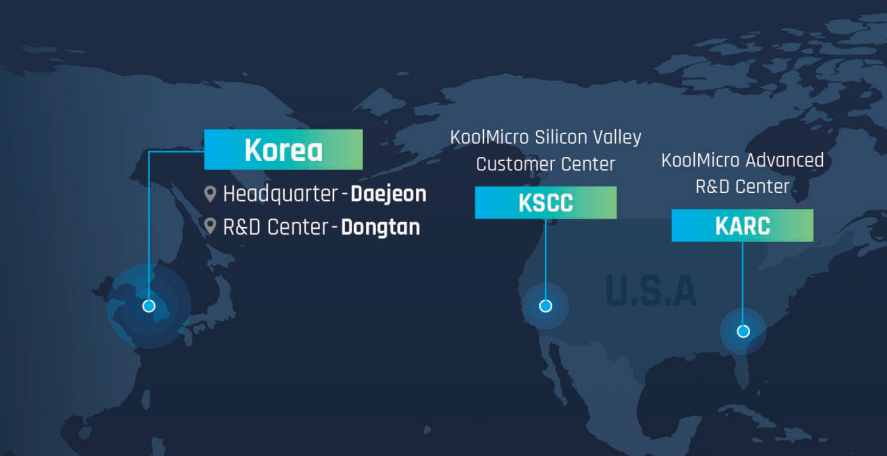 Korea
Headquarter - Daejeon
R&D Center - Dongtan
KoolMicro Silicon Valley
Customer Center
KSCC
KoolMicro Advanced
R&D Center
KARC
U.S.A